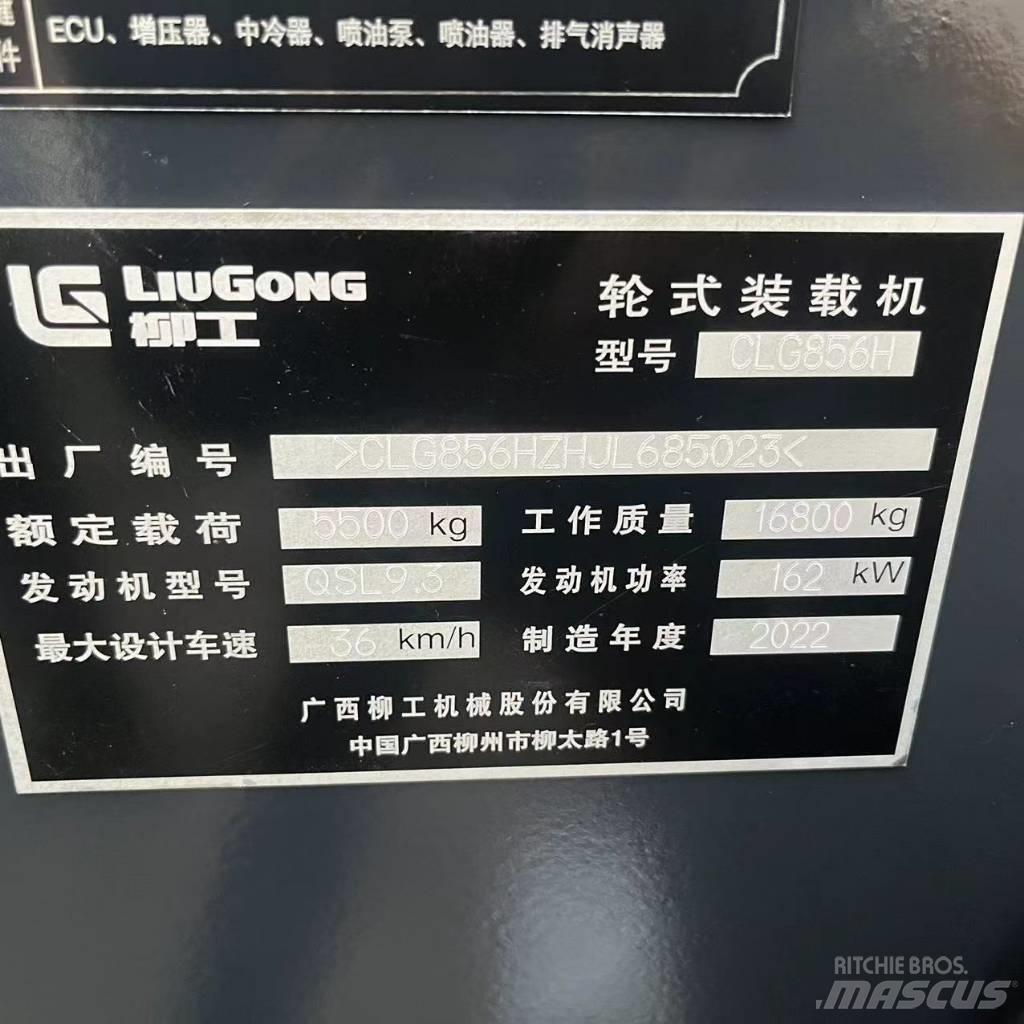 ECU、增压器、中冷器、喷油泵、喷油器、排气消声器
件
LG LIUGONG
柳工
轮式装载机
型号 CLG856H
出厂编号 >CLG856HZHJL685023<
额定载荷 5500 kg 工作质量 16800 kg
发动机型号 QSL9.3 发动机功率 162 kW
最大设计车速 36 km/h 制造年度 2022
广西柳工机械股份有限公司
中国广西柳州市柳太路1号
RITCHIE BROS.
MASCUS